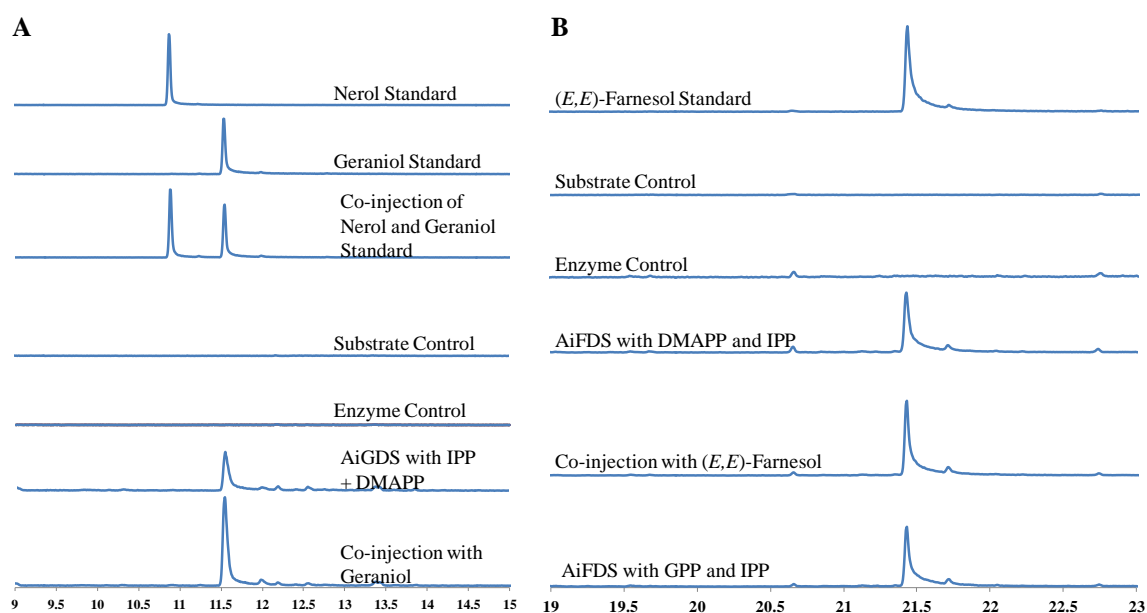 A
Nerol Standard
Geraniol Standard
Co-injection of
Nerol and Geraniol
Standard
Substrate Control
Enzyme Control
AiGDS with IPP
+ DMAPP
Co-injection with
Geraniol
9 9.5 10 10.5 11 11.5 12 12.5 13 13.5 14 14.5 15
B
(E,E)-Farnesol Standard
Substrate Control
Enzyme Control
AiFDS with DMAPP and IPP
Co-injection with (E,E)-Farnesol
AiFDS with GPP and IPP
19 19.5 20 20.5 21 21.5 22 22.5